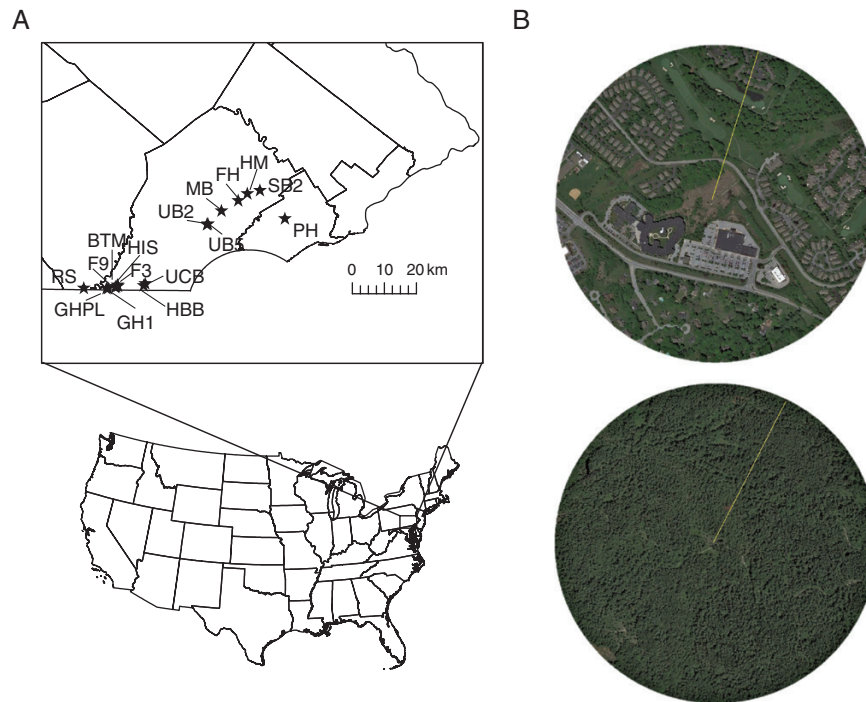 A
B
HM
FH
SB2
MB
PH
UB2
UB5
BTM
HIS
F9
F3
RS
UCB
GHPL
HBB
GH1
0 10 20 km